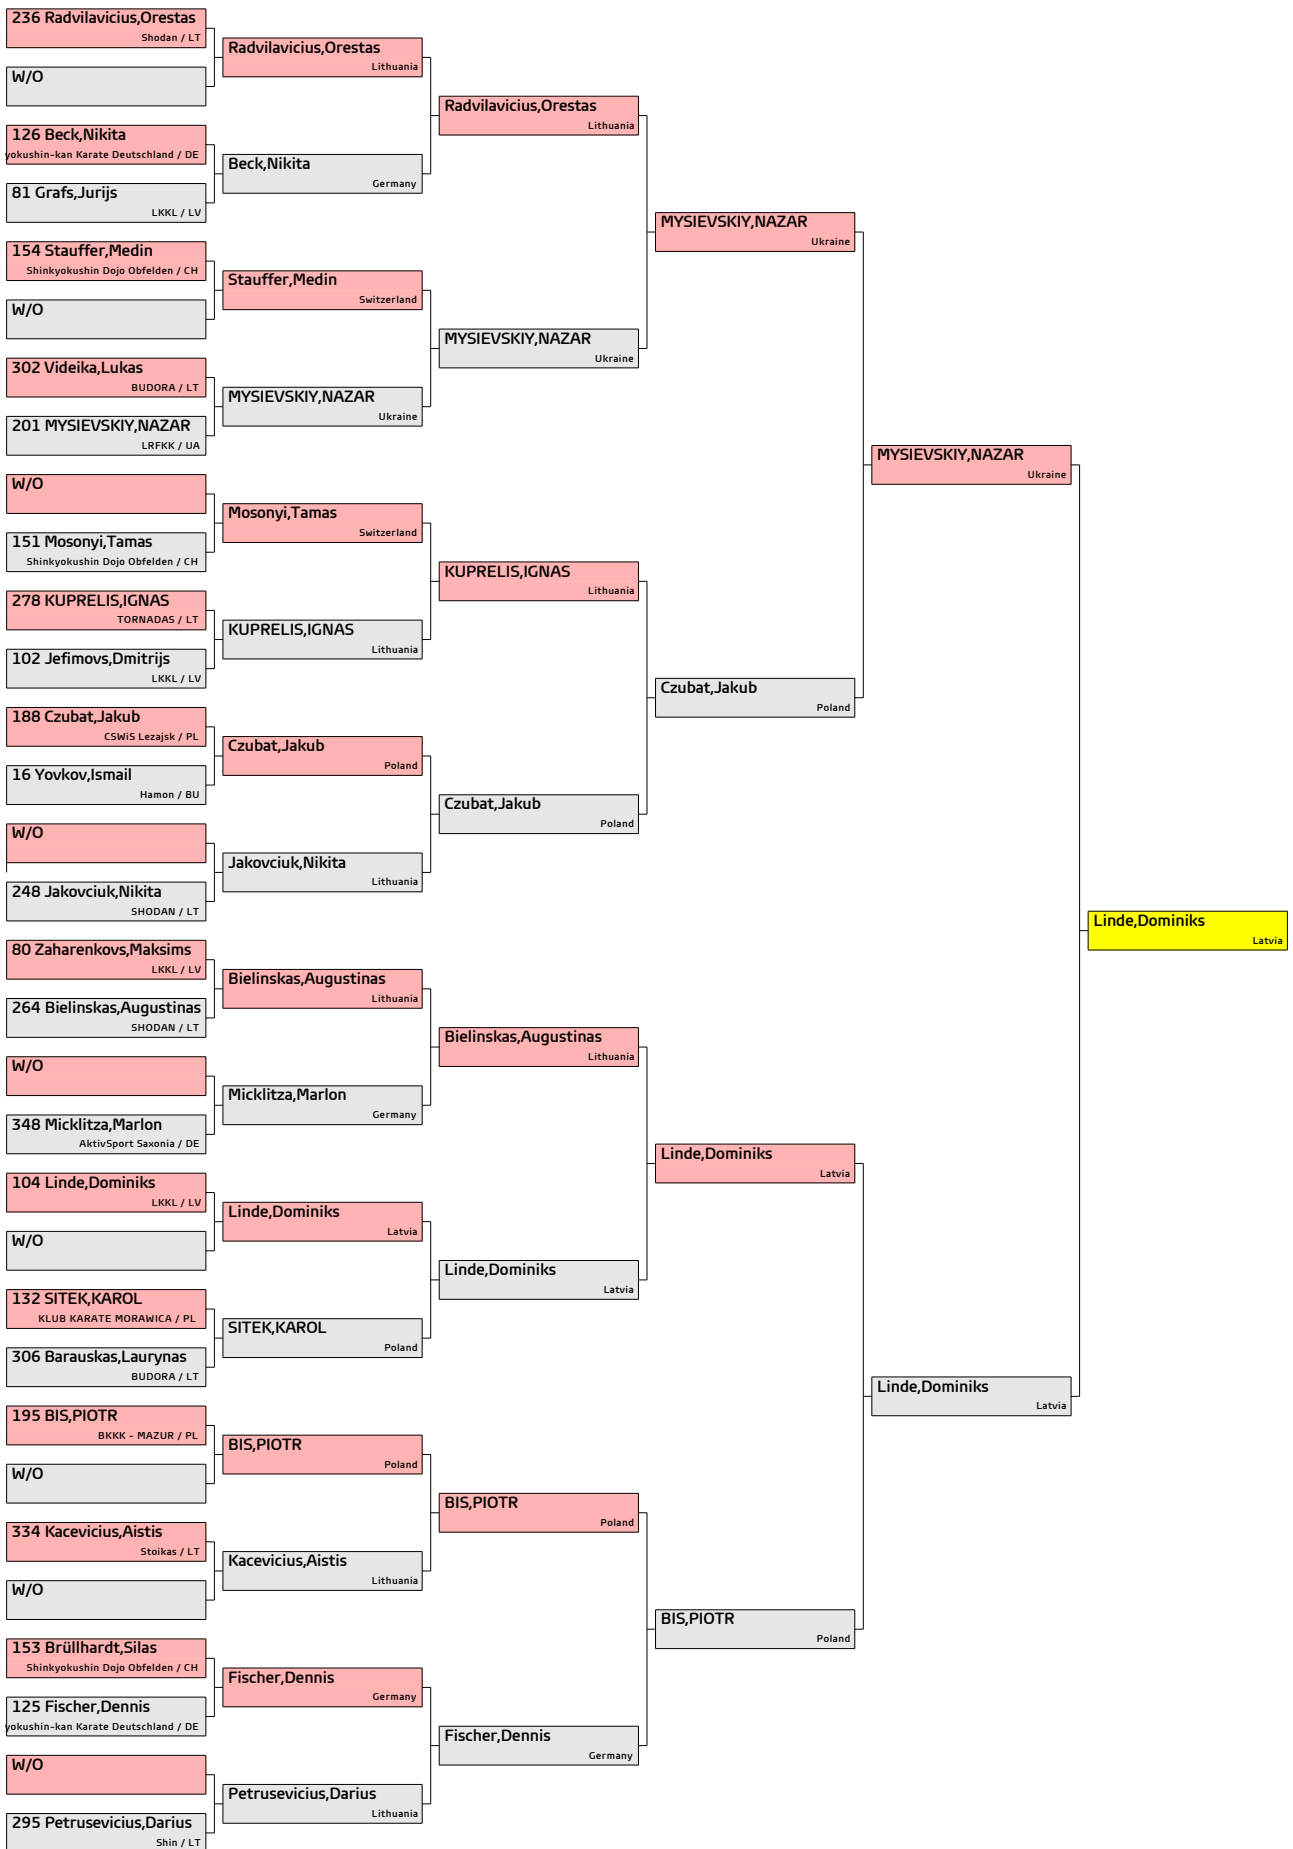 236 Radvilavicius,Orestas
Shodan / LT
W/O
126 Beck,Nikita
yokushin-kan Karate Deutschland / DE
81 Grafs,Jurijs
LKKL / LV
154 Stauffer,Medin
Shinkyokushin Dojo Obfelden / CH
W/O
302 Videika,Lukas
BUDORA / LT
201 MYSIEVSKIY,NAZAR
LRFKK / UA
W/O
151 Mosonyi,Tamas
Shinkyokushin Dojo Obfelden / CH
278 KUPRELIS,IGNAS
TORNADAS / LT
102 Jefimovs,Dmitrijs
LKKL / LV
188 Czubat,Jakub
CSWiS Lezajsk / PL
16 Yovkov,Ismail
Hamon / BU
W/O
248 Jakovciuk,Nikita
SHODAN / LT
80 Zaharenkovs,Maksims
LKKL / LV
264 Bielinskas,Augustinas
SHODAN / LT
W/O
348 Micklitza,Marlon
AktivSport Saxonia / DE
104 Linde,Dominiks
LKKL / LV
W/O
132 SITEK,KAROL
KLUB KARATE MORAWICA / PL
306 Barauskas,Laurynas
BUDORA / LT
195 BIS,PIOTR
BKKK - MAZUR / PL
W/O
334 Kacevicius,Aistis
Stoikas / LT
W/O
153 Brüllhardt,Silas
Shinkyokushin Dojo Obfelden / CH
125 Fischer,Dennis
yokushin-kan Karate Deutschland / DE
W/O
295 Petrusevicius,Darius
Shin / LT
Radvilavicius,Orestas
Lithuania
Beck,Nikita
Germany
Stauffer,Medin
Switzerland
MYSIEVSKIY,NAZAR
Ukraine
Mosonyi,Tamas
Switzerland
KUPRELIS,IGNAS
Lithuania
Czubat,Jakub
Poland
Jakovciuk,Nikita
Lithuania
Bielinskas,Augustinas
Lithuania
Micklitza,Marlon
Germany
Linde,Dominiks
Latvia
SITEK,KAROL
Poland
BIS,PIOTR
Poland
Kacevicius,Aistis
Lithuania
Fischer,Dennis
Germany
Petrusevicius,Darius
Lithuania
Radvilavicius,Orestas
Lithuania
MYSIEVSKIY,NAZAR
Ukraine
KUPRELIS,IGNAS
Lithuania
Czubat,Jakub
Poland
Bielinskas,Augustinas
Lithuania
Linde,Dominiks
Latvia
BIS,PIOTR
Poland
Fischer,Dennis
Germany
MYSIEVSKIY,NAZAR
Ukraine
Czubat,Jakub
Poland
Linde,Dominiks
Latvia
BIS,PIOTR
Poland
MYSIEVSKIY,NAZAR
Ukraine
Linde,Dominiks
Latvia
Linde,Dominiks
Latvia